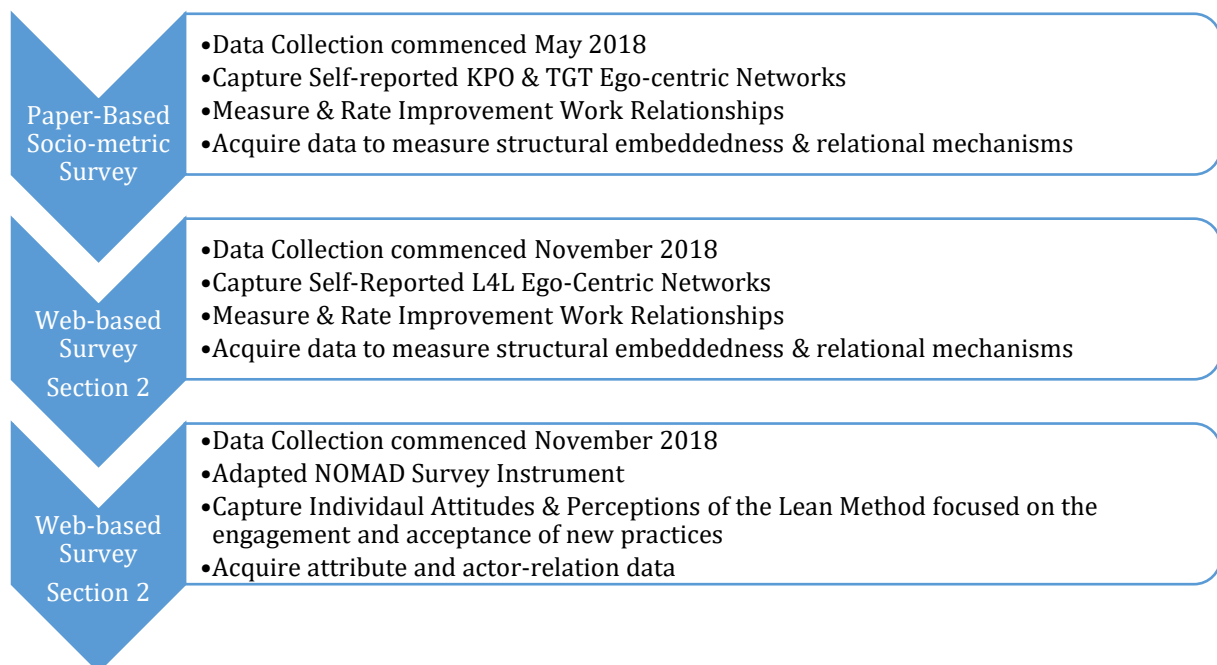 Paper-Based
Socio-metric
Survey
•Data Collection commenced May 2018
•Capture Self-reported KPO & TGT Ego-centric Networks
•Measure & Rate Improvement Work Relationships
•Acquire data to measure structural embeddedness & relational mechanisms
Web-based
Survey
Section 2
•Data Collection commenced November 2018
•Capture Self-Reported L4L Ego-Centric Networks
•Measure & Rate Improvement Work Relationships
•Acquire data to measure structural embeddedness & relational mechanisms
Web-based
Survey
Section 2
•Data Collection commenced November 2018
•Adapted NOMAD Survey Instrument
•Capture Individaul Attitudes & Perceptions of the Lean Method focused on the
engagement and acceptance of new practices
•Acquire attribute and actor-relation data